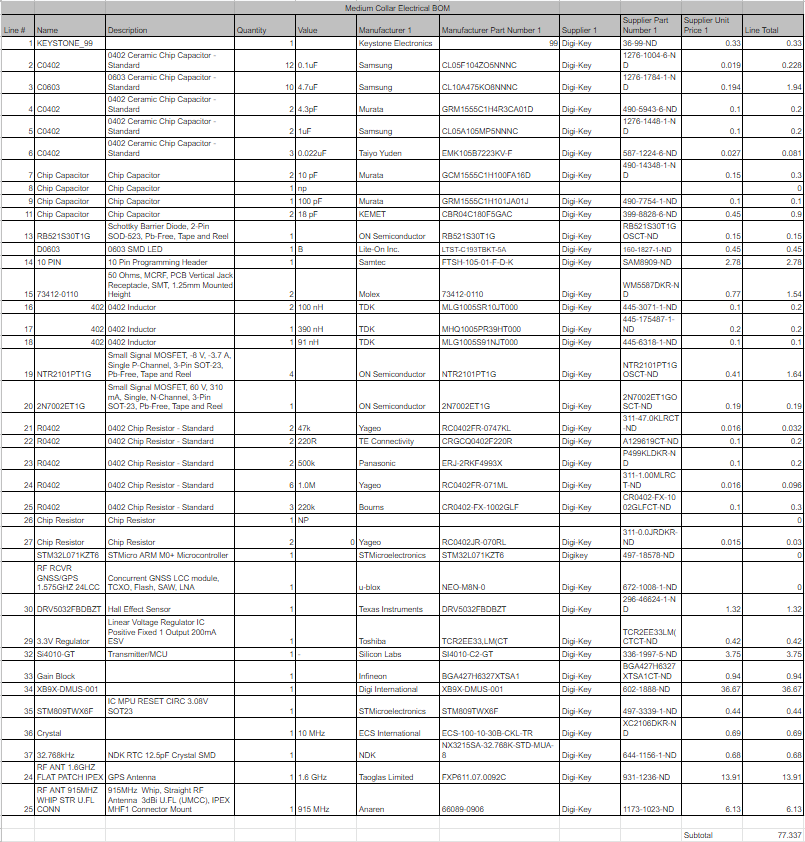 Medium Collar Electrical BOM
Line # Name Description Quantity Value Manufacturer 1 Manufacturer Part Number 1 Supplier 1 Supplier Part Number 1 Supplier Unit Price 1 Line Total
1 KEYSTONE_99 1 Keystone Electronics 99 Digi-Key 36-99-ND 0.33 0.33
2 C0402 0402 Ceramic Chip Capacitor - Standard 12 0.1uF Samsung CL05F104ZO5NNNC Digi-Key 1276-1004-6-ND 0.019 0.228
3 C0603 0603 Ceramic Chip Capacitor - Standard 10 4.7uF Samsung CL10A475KO8NNNC Digi-Key 1276-1784-1-ND 0.194 1.94
4 C0402 0402 Ceramic Chip Capacitor - Standard 2 4.3pF Murata GRM1555C1H4R3CA01D Digi-Key 490-5943-6-ND 0.1 0.2
5 C0402 0402 Ceramic Chip Capacitor - Standard 2 1uF Samsung CL05A105MP5NNNC Digi-Key 1276-1448-1-ND 0.1 0.2
6 C0402 0402 Ceramic Chip Capacitor - Standard 3 0.022uF Taiyo Yuden EMK105B7223KV-F Digi-Key 587-1224-6-ND 0.027 0.081
7 Chip Capacitor Chip Capacitor 2 10 pF Murata GCM1555C1H100FA16D Digi-Key 490-14348-1-ND 0.15 0.3
8 Chip Capacitor Chip Capacitor 1 np 0
9 Chip Capacitor Chip Capacitor 1 100 pF Murata GRM1555C1H101JA01J Digi-Key 490-7754-1-ND 0.1 0.1
11 Chip Capacitor Chip Capacitor 2 18 pF KEMET CBR04C180F5GAC Digi-Key 399-8828-6-ND 0.45 0.9
13 RB521S30T1G Schottky Barrier Diode, 2-Pin SOD-523, Pb-Free, Tape and Reel 1 ON Semiconductor RB521S30T1G Digi-Key RB521S30T1GOSCT-ND 0.15 0.15
D0603 0603 SMD LED 1 B Lite-On Inc. LTST-C193TBKT-5A Digi-Key 160-1827-1-ND 0.45 0.45
14 10 PIN 10 Pin Programming Header 1 Samtec FTSH-105-01-F-D-K Digi-Key SAM8909-ND 2.78 2.78
15 73412-0110 50 Ohms, MCRF, PCB Vertical Jack Receptacle, SMT, 1.25mm Mounted Height 2 Molex 73412-0110 Digi-Key WM5587DKR-ND 0.77 1.54
16 402 0402 Inductor 2 100 nH TDK MLG1005SR10JT000 Digi-Key 445-3071-1-ND 0.1 0.2
17 402 0402 Inductor 1 390 nH TDK MHQ1005PR39HT000 Digi-Key 445-175487-1-ND 0.2 0.2
18 402 0402 Inductor 1 91 nH TDK MLG1005S91NJT000 Digi-Key 445-6318-1-ND 0.1 0.1
19 NTR2101PT1G Small Signal MOSFET, -8 V, -3.7 A, Single P-Channel, 3-Pin SOT-23, Pb-Free, Tape and Reel 4 ON Semiconductor NTR2101PT1G Digi-Key NTR2101PT1GOSCT-ND 0.41 1.64
20 2N7002ET1G Small Signal MOSFET, 60 V, 310 mA, Single, N-Channel, 3-Pin SOT-23, Pb-Free, Tape and Reel 1 ON Semiconductor 2N7002ET1G Digi-Key 2N7002ET1GOSCT-ND 0.19 0.19
21 R0402 0402 Chip Resistor - Standard 2 47k Yageo RC0402FR-0747KL Digi-Key 311-47.0KLRCT-ND 0.016 0.032
22 R0402 0402 Chip Resistor - Standard 2 220R TE Connectivity CRGCQ0402F220R Digi-Key A129619CT-ND 0.1 0.2
23 R0402 0402 Chip Resistor - Standard 2 500k Panasonic ERJ-2RKF4993X Digi-Key P499KLDKR-ND 0.1 0.2
24 R0402 0402 Chip Resistor - Standard 6 1.0M Yageo RC0402FR-071ML Digi-Key 311-1.00MLRCT-ND 0.016 0.096
25 R0402 0402 Chip Resistor - Standard 3 220k Bourns CR0402-FX-1002GLF Digi-Key CR0402-FX-1002GLFCT-ND 0.1 0.3
26 Chip Resistor Chip Resistor 1 NP 0
27 Chip Resistor Chip Resistor 2 0 Yageo RC0402JR-070RL Digi-Key 311-0.0JRDKR-ND 0.015 0.03
STM32L071KZT6 STMicro ARM M0+ Microcontroller 1 STMicroelectronics STM32L071KZT6 Digikey 497-18578-ND 0
RF RCVR GNSS/GPS 1.575GHZ 24LCC Concurrent GNSS LCC module, TCXO, Flash, SAW, LNA 1 u-blox NEO-M8N-0 Digi-Key 672-1008-1-ND 0
30 DRV5032FBDBZT Hall Effect Sensor 1 Texas Instruments DRV5032FBDBZT Digi-Key 296-46624-1-ND 1.32 1.32
29 3.3V Regulator Linear Voltage Regulator IC Positive Fixed 1 Output 200mA ESV 1 Toshiba TCR2EE33,LM(CT Digi-Key TCR2EE33LM(CTCT-ND 0.42 0.42
32 Si4010-GT Transmitter/MCU 1 - Silicon Labs SI4010-C2-GT Digi-Key 336-1997-5-ND 3.75 3.75
33 Gain Block 1 Infineon BGA427H6327XTSA1 Digi-Key BGA427H6327XTSA1CT-ND 0.94 0.94
34 XB9X-DMUS-001 1 Digi International XB9X-DMUS-001 Digi-Key 602-1888-ND 36.67 36.67
35 STM809TWX6F IC MPU RESET CIRC 3.08V SOT23 1 STMicroelectronics STM809TWX6F Digi-Key 497-3339-1-ND 0.44 0.44
36 Crystal 1 10 MHz ECS International ECS-100-10-30B-CKL-TR Digi-Key XC2106DKR-ND 0.69 0.69
37 32.768kHz NDK RTC 12.5pF Crystal SMD 1 NDK NX3215SA-32.768K-STD-MUA-8 Digi-Key 644-1156-1-ND 0.68 0.68
24 RF ANT 1.6GHZ FLAT PATCH IPEX GPS Antenna 1 1.6 GHz Taoglas Limited FXP611.07.0092C Digi-Key 931-1236-ND 13.91 13.91
25 RF ANT 915MHZ WHIP STR U.FL CONN 915MHz Whip, Straight RF Antenna 3dBi U.FL (UMCC), IPEX MHF1 Connector Mount 1 915 MHz Anaren 66089-0906 Digi-Key 1173-1023-ND 6.13 6.13
Subtotal 77.337